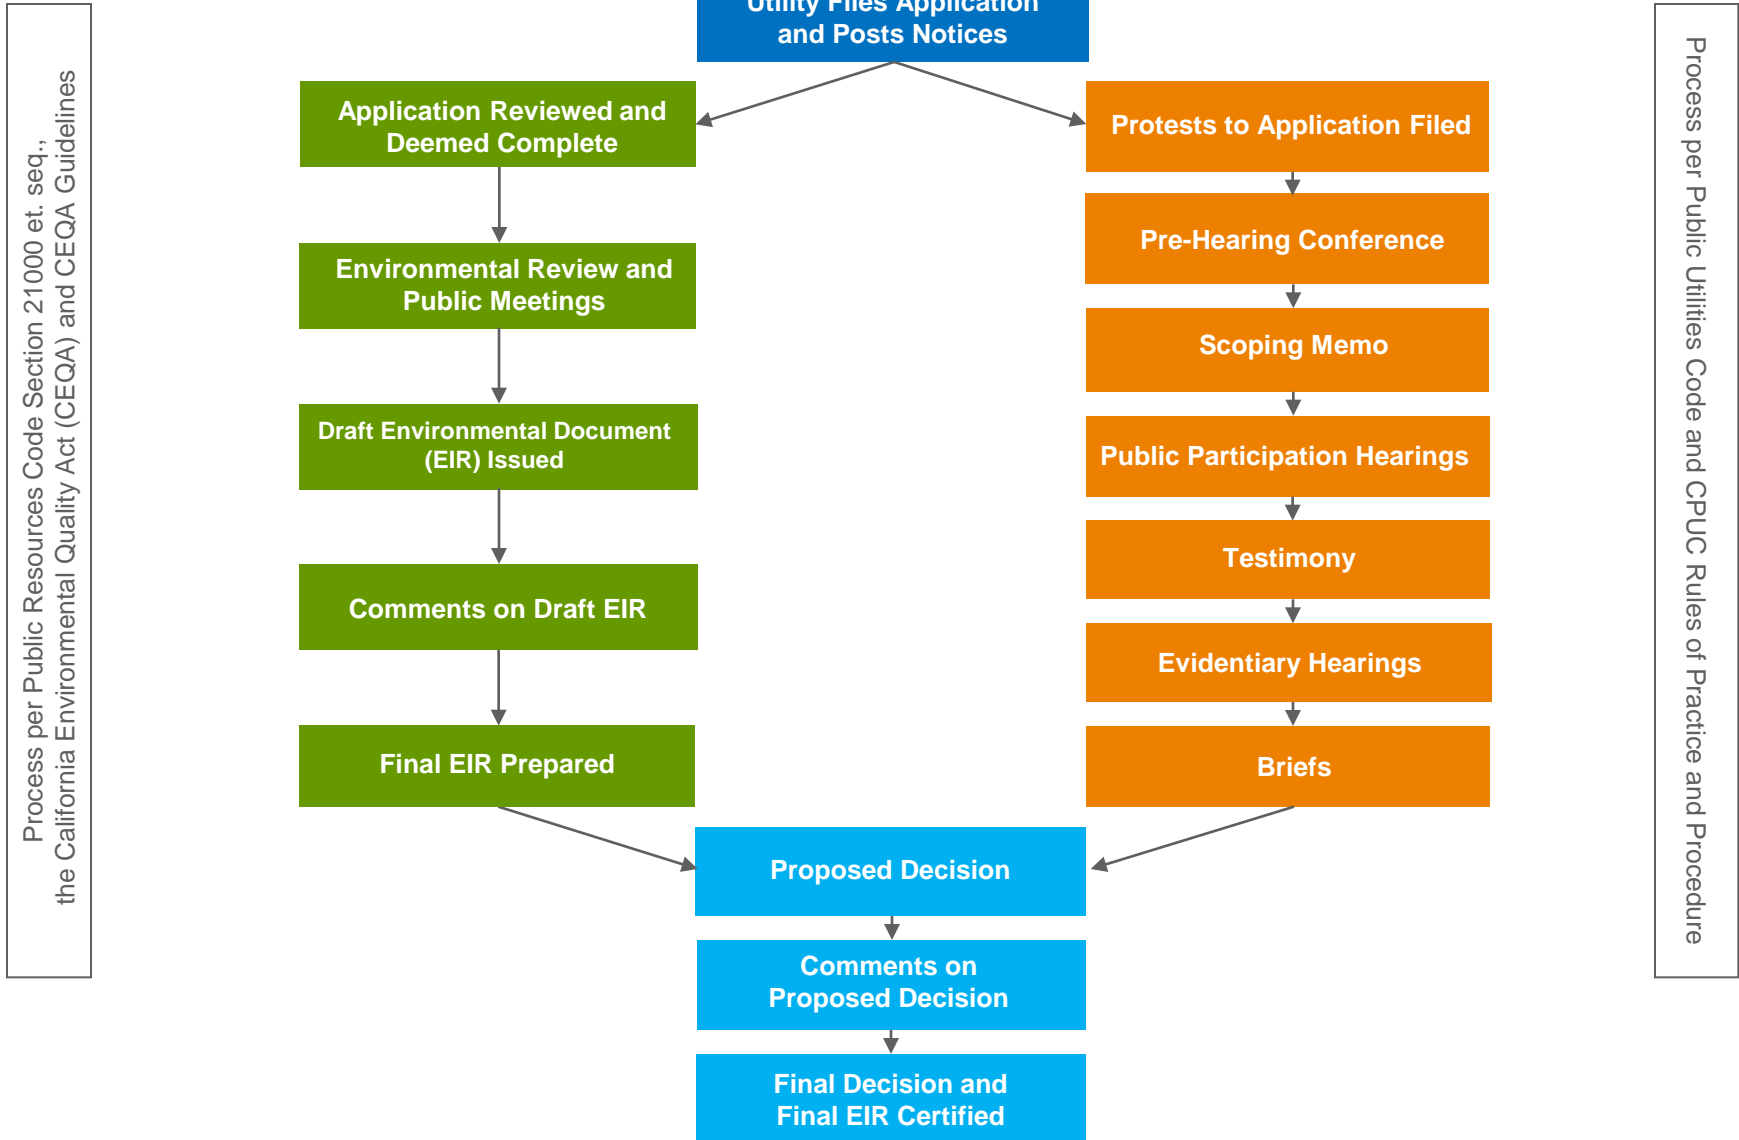 Utility Files Application
and Posts Notices
Process per Public Resources Code Section 21000 et. seq.,
the California Environmental Quality Act (CEQA) and CEQA Guidelines
Application Reviewed and
Deemed Complete
Environmental Review and
Public Meetings
Draft Environmental Document
(EIR) Issued
Comments on Draft EIR
Final EIR Prepared
Protests to Application Filed
Pre-Hearing Conference
Scoping Memo
Public Participation Hearings
Testimony
Evidentiary Hearings
Briefs
Process per Public Utilities Code and CPUC Rules of Practice and Procedure
Proposed Decision
Comments on
Proposed Decision
Final Decision and
Final EIR Certified